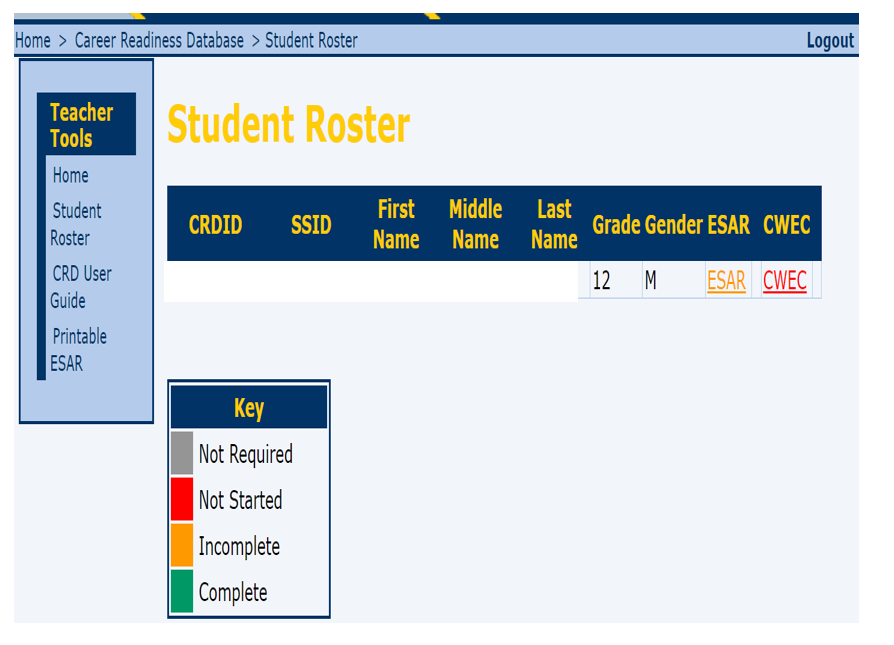 Home > Career Readiness Database > Student Roster
Logout
Teacher
Tools
Home
Student
Roster
CRD User
Guide
Printable
ESAR
Student Roster
CRDID SSID First Name Middle Name Last Name Grade Gender ESAR CWEC
12 M ESAR CWEC
Key
Not Required
Not Started
Incomplete
Complete